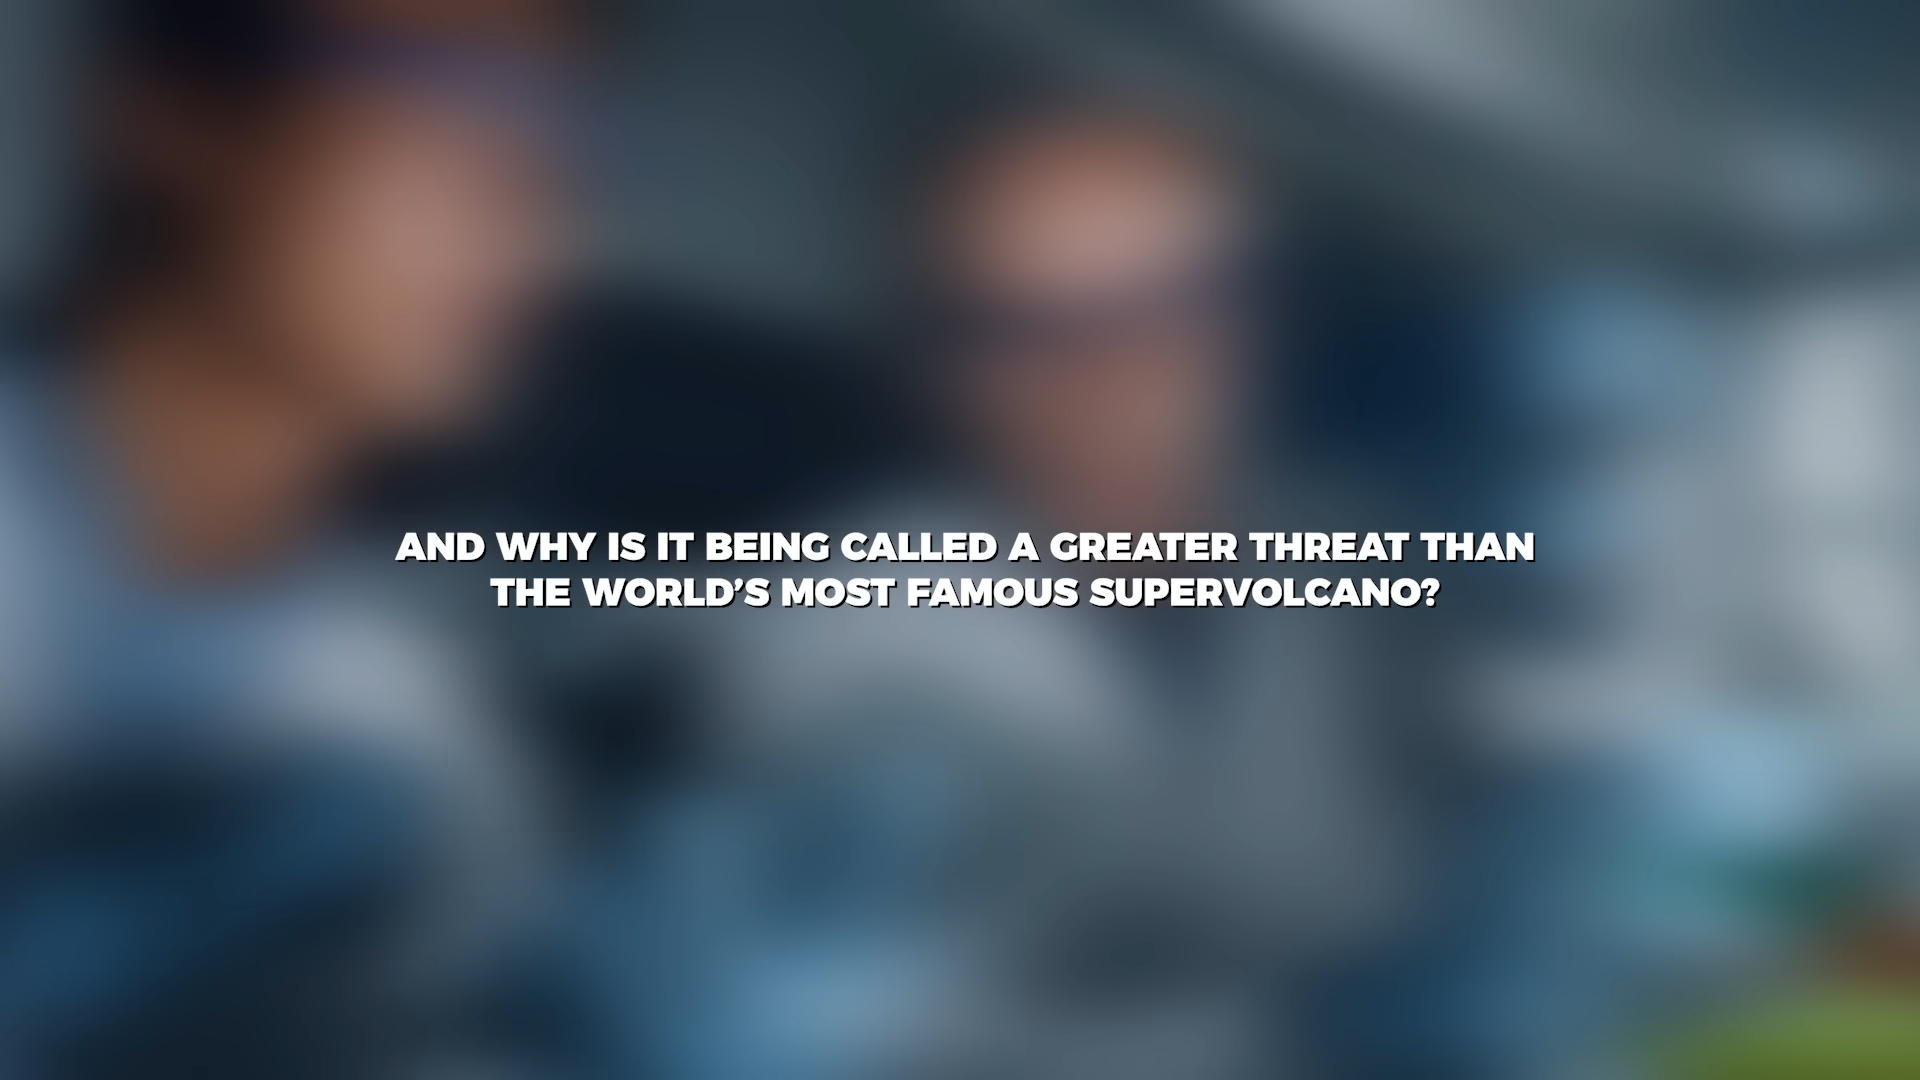 AND WHY IS IT BEING CALLED A GREATER THREAT THAN
THE WORLD’S MOST FAMOUS SUPERVOLCANO?